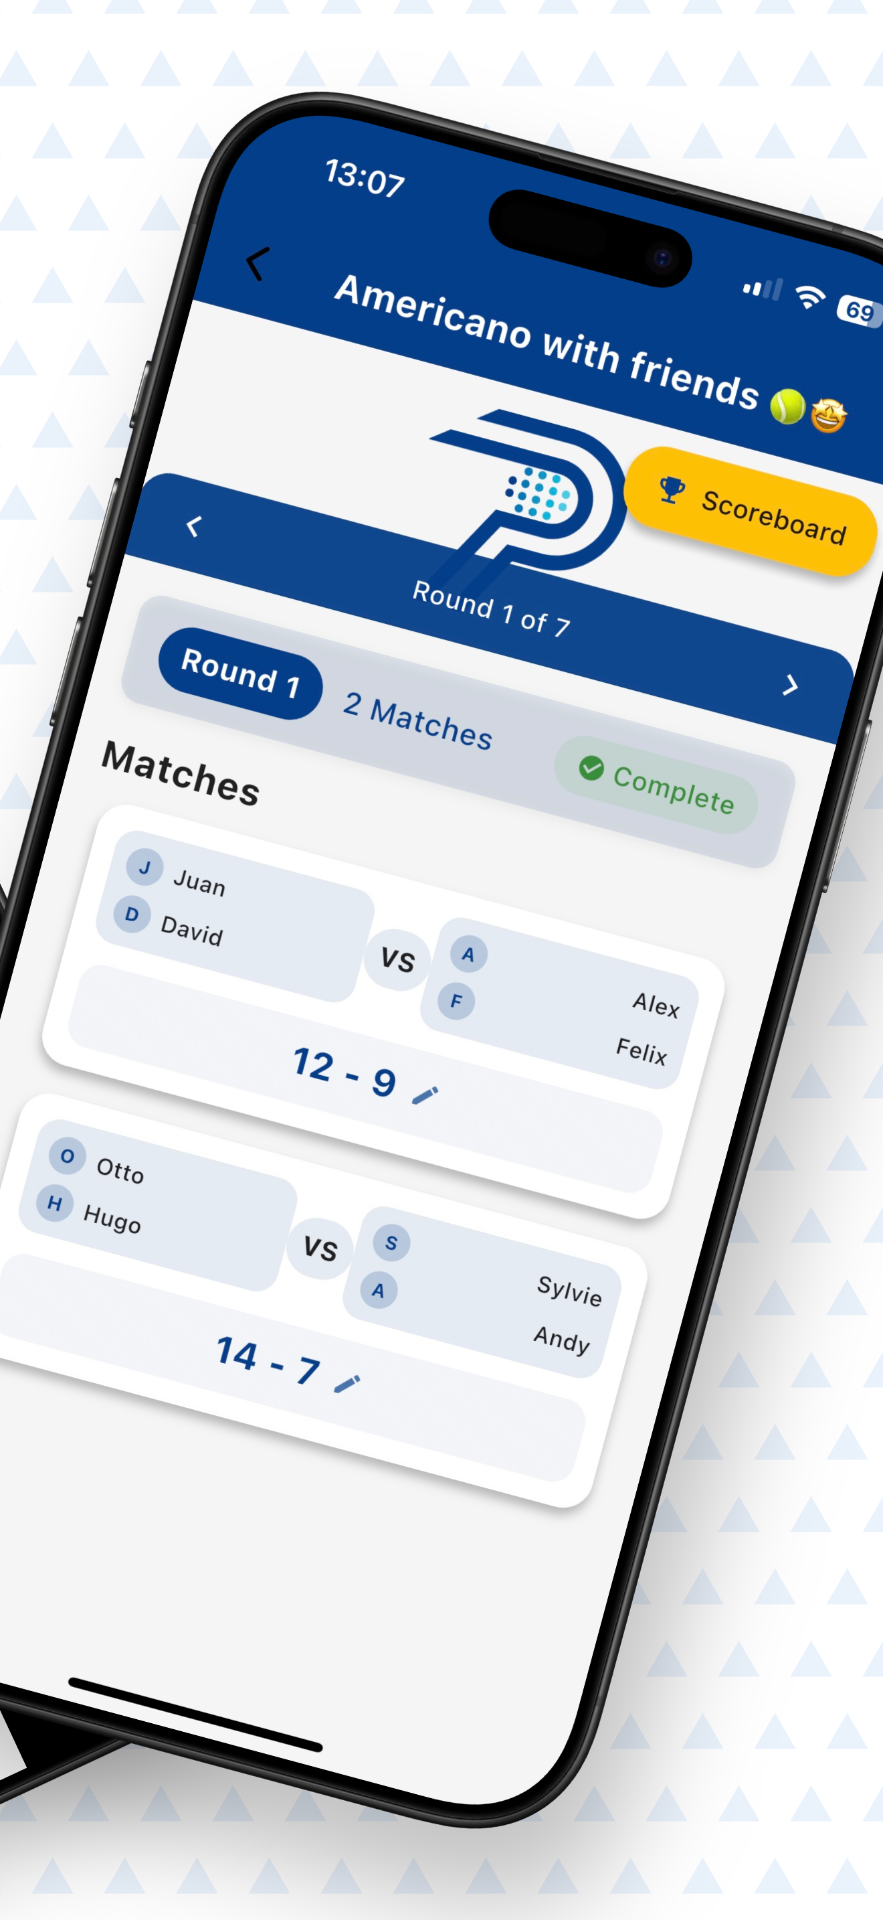 13:07
69
Americano with friends 🎾🤩
Scoreboard
Round 1 of 7
Round 1
2 Matches
Complete
Matches
J Juan
D David
VS
A Alex
F Felix
12 - 9
O Otto
H Hugo
VS
S Sylvie
A Andy
14 - 7